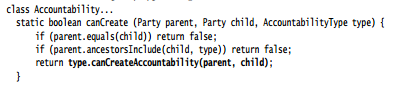 class Accountability...
static boolean canCreate (Party parent, Party child, AccountabilityType type) {
if (parent.equals(child)) return false;
if (parent.ancestorsInclude(child, type)) return false;
return type.canCreateAccountability(parent, child);
}